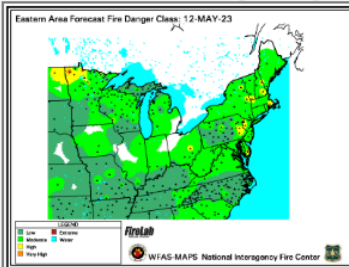 Eastern Area Forecast Fire Danger Class: 12-MAY-23
LEGEND
Low
Moderate
High
Very High
Extreme
Water
FireLab
WFAS-MAPS National Interagency Fire Center